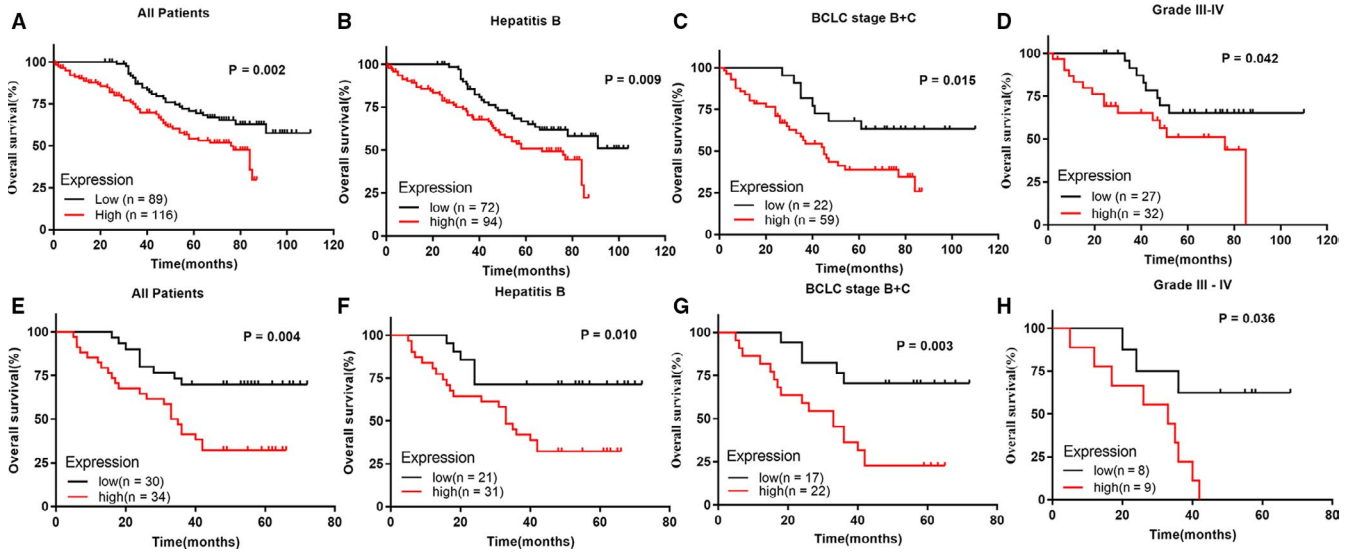 A
All Patients
P = 0.002
Overall survival(%)
100
75
50
25
0
Expression
Low (n = 89)
High (n = 116)
0 20 40 60 80 100 120
Time(months)
B
Hepatitis B
P = 0.009
Overall survival(%)
100
75
50
25
0
Expression
low (n = 72)
high(n = 94)
0 20 40 60 80 100 120
Time(months)
C
BCLC stage B+C
P = 0.015
Overall survival(%)
100
75
50
25
0
Expression
low (n = 22)
high(n = 59)
0 20 40 60 80 100 120
Time(months)
D
Grade III-IV
P = 0.042
Overall survival(%)
100
75
50
25
0
Expression
low(n = 27)
high(n = 32)
0 20 40 60 80 100 120
Time(months)
E
All Patients
P = 0.004
Overall survival(%)
100
75
50
25
0
Expression
low(n = 30)
high(n = 34)
0 20 40 60 80
Time(months)
F
Hepatitis B
P = 0.010
Overall survival(%)
100
75
50
25
0
Expression
low(n = 21)
high(n = 31)
0 20 40 60 80
Time(months)
G
BCLC stage B+C
P = 0.003
Overall survival(%)
100
75
50
25
0
Expression
low(n = 17)
high(n = 22)
0 20 40 60 80
Time(months)
H
Grade III - IV
P = 0.036
Overall survival(%)
100
75
50
25
0
Expression
low(n = 8)
high(n = 9)
0 20 40 60 80
Time(months)